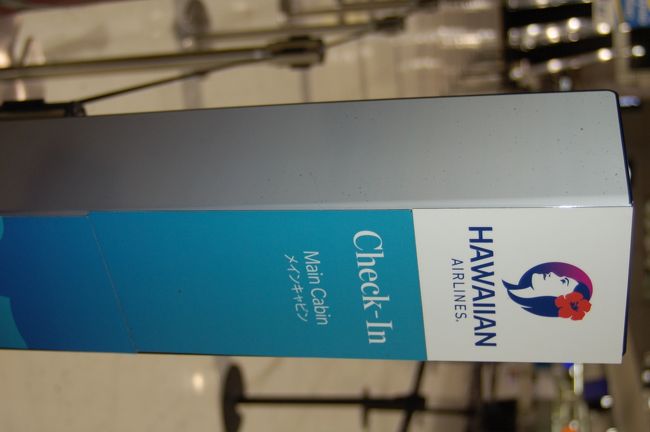 HAWAIIAN
AIRLINES.
Check-In
Main Cabin
メインキャビン